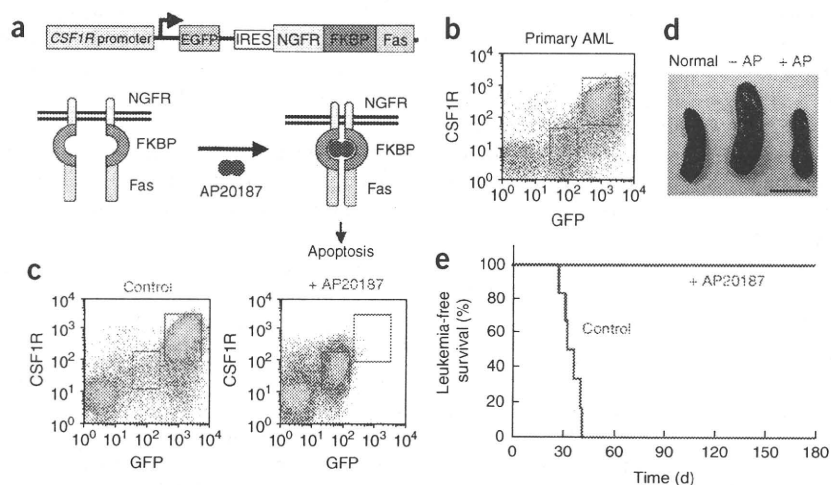 a
CSF1R promoter EGFP IRES NGFR FKBP Fas
NGFR
FKBP
Fas
AP20187
NGFR
FKBP
Fas
Apoptosis
b
Primary AML
CSF1R
10^4
10^3
10^2
10^1
10^0
10^0 10^1 10^2 10^3 10^4
GFP
c
Control
CSF1R
10^4
10^3
10^2
10^1
10^0
10^0 10^1 10^2 10^3 10^4
GFP
+ AP20187
CSF1R
10^4
10^3
10^2
10^1
10^0
10^0 10^1 10^2 10^3 10^4
GFP
d
Normal – AP + AP
e
Leukemia-free
survival (%)
100
80
60
40
20
0
+ AP20187
Control
0 30 60 90 120 150 180
Time (d)